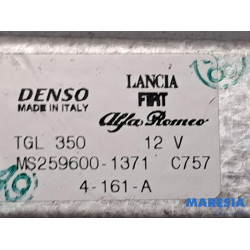 DENSO
MADE IN ITALY
LANCIA
FIAT
Alfa Romeo
TGL 350 12 V
MS259600-1371 C757
4-161-A
MARESIA